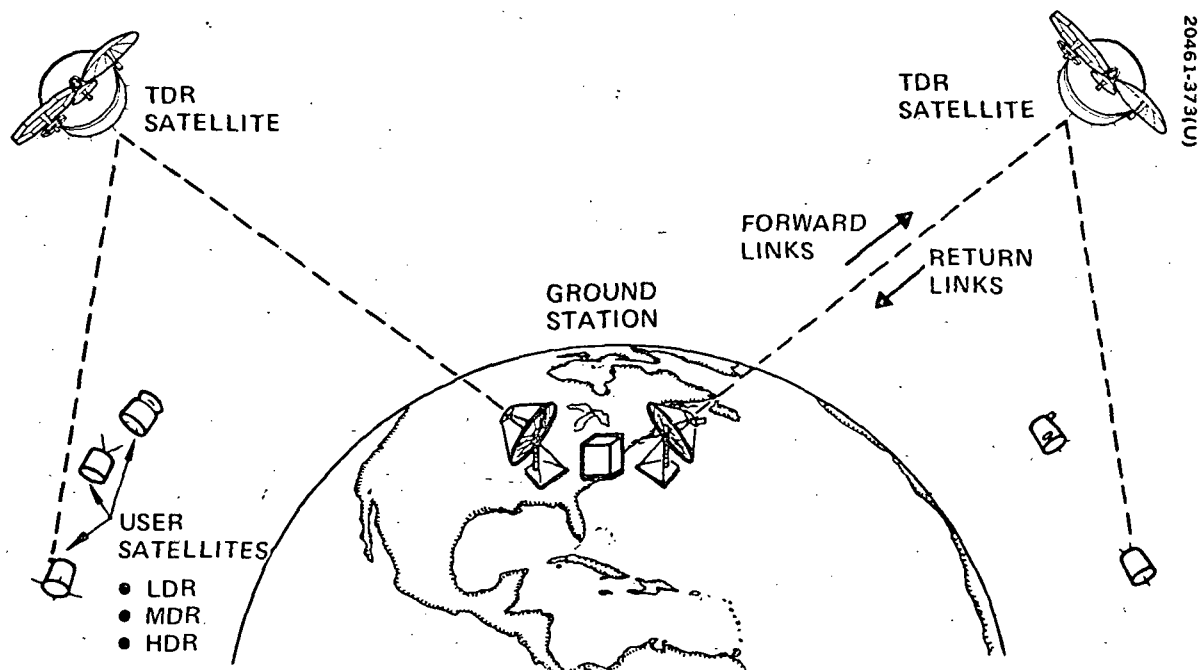 TDR
SATELLITE
TDR
SATELLITE
20461-373(U)
FORWARD
LINKS
RETURN
LINKS
GROUND
STATION
USER
SATELLITES
• LDR
• MDR
• HDR